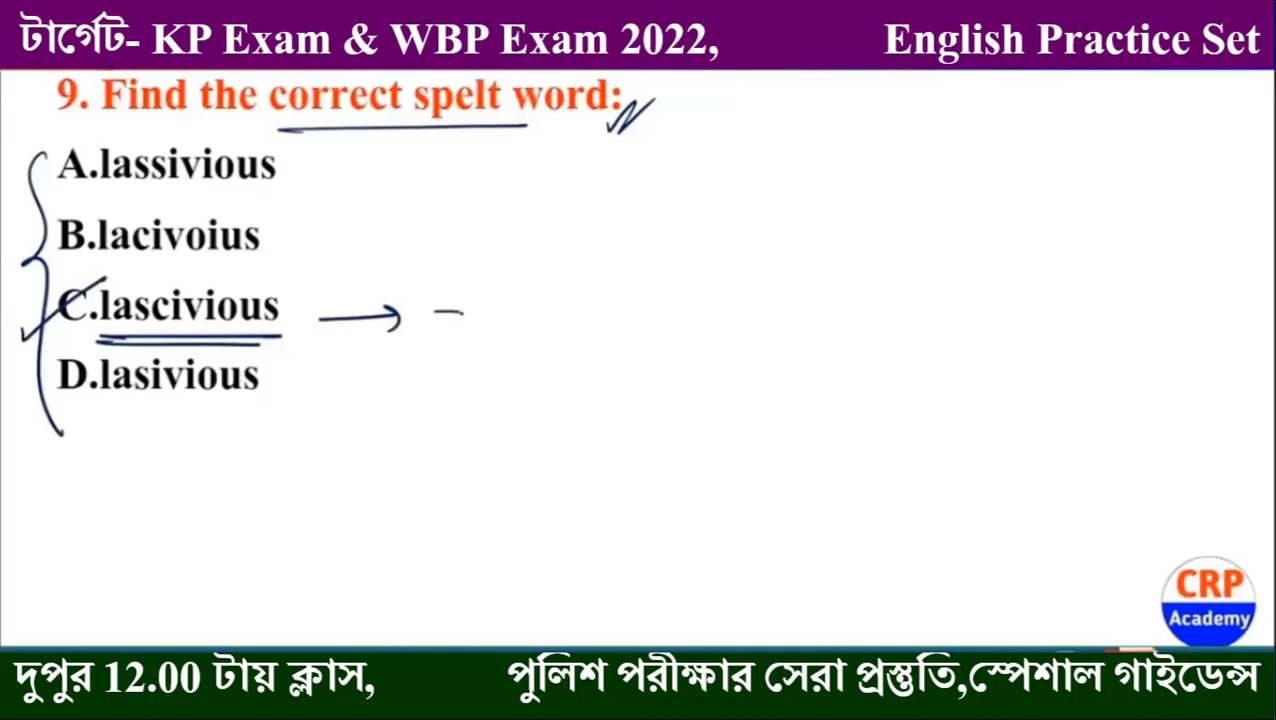 টার্গেট- KP Exam & WBP Exam 2022, English Practice Set
9. Find the correct spelt word:
A.lassivious
B.lacivoius
C.lascivious
D.lasivious
CRP
Academy
দুপুর 12.00 টায় ক্লাস, পুলিশ পরীক্ষার সেরা প্রস্তুতি,স্পেশাল গাইডেন্স